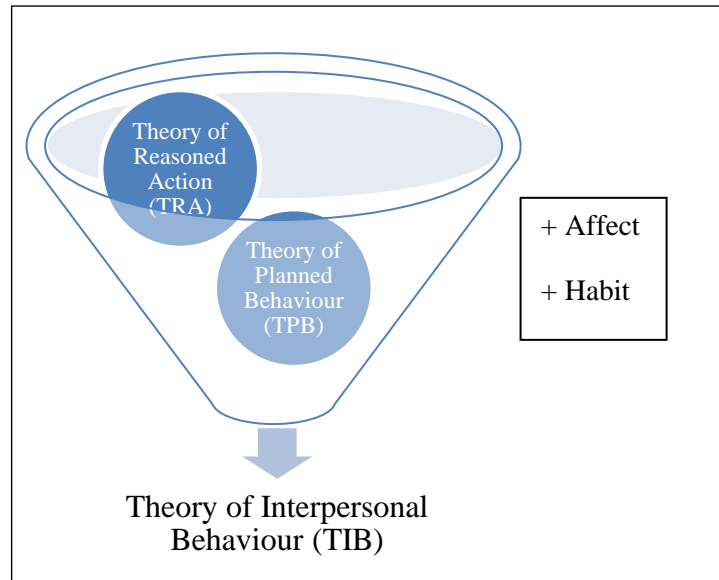 Theory of
Reasoned
Action
(TRA)
Theory of
Planned
Behaviour
(TPB)
+ Affect
+ Habit
Theory of Interpersonal
Behaviour (TIB)